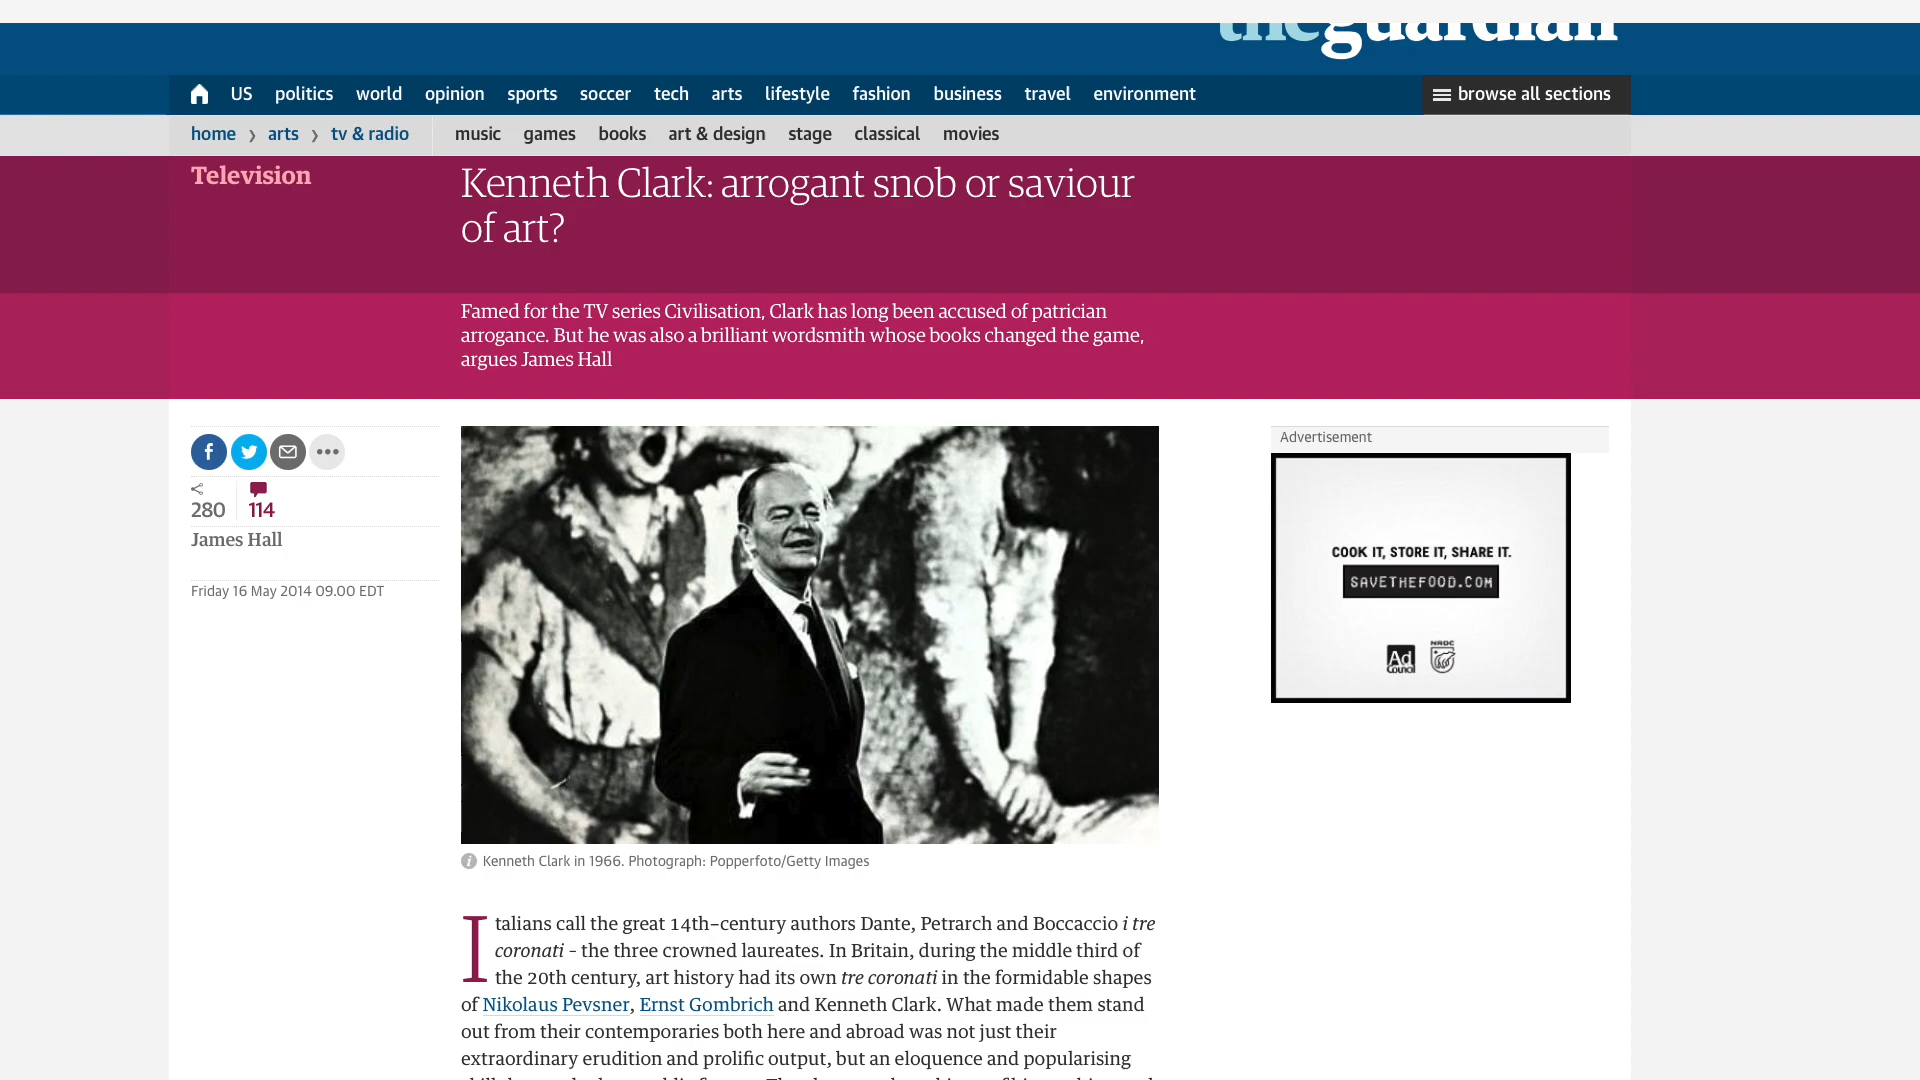 theguardian
US politics world opinion sports soccer tech arts lifestyle fashion business travel environment browse all sections
home › arts › tv & radio music games books art & design stage classical movies
Television
Kenneth Clark: arrogant snob or saviour
of art?
Famed for the TV series Civilisation, Clark has long been accused of patrician
arrogance. But he was also a brilliant wordsmith whose books changed the game,
argues James Hall
280 114
James Hall
Friday 16 May 2014 09.00 EDT
Advertisement
COOK IT, STORE IT, SHARE IT.
SAVETHEFOOD.COM
Ad Council NRDC
Kenneth Clark in 1966. Photograph: Popperfoto/Getty Images
Italians call the great 14th-century authors Dante, Petrarch and Boccaccio i tre
coronati – the three crowned laureates. In Britain, during the middle third of
the 20th century, art history had its own tre coronati in the formidable shapes
of Nikolaus Pevsner, Ernst Gombrich and Kenneth Clark. What made them stand
out from their contemporaries both here and abroad was not just their
extraordinary erudition and prolific output, but an eloquence and popularising